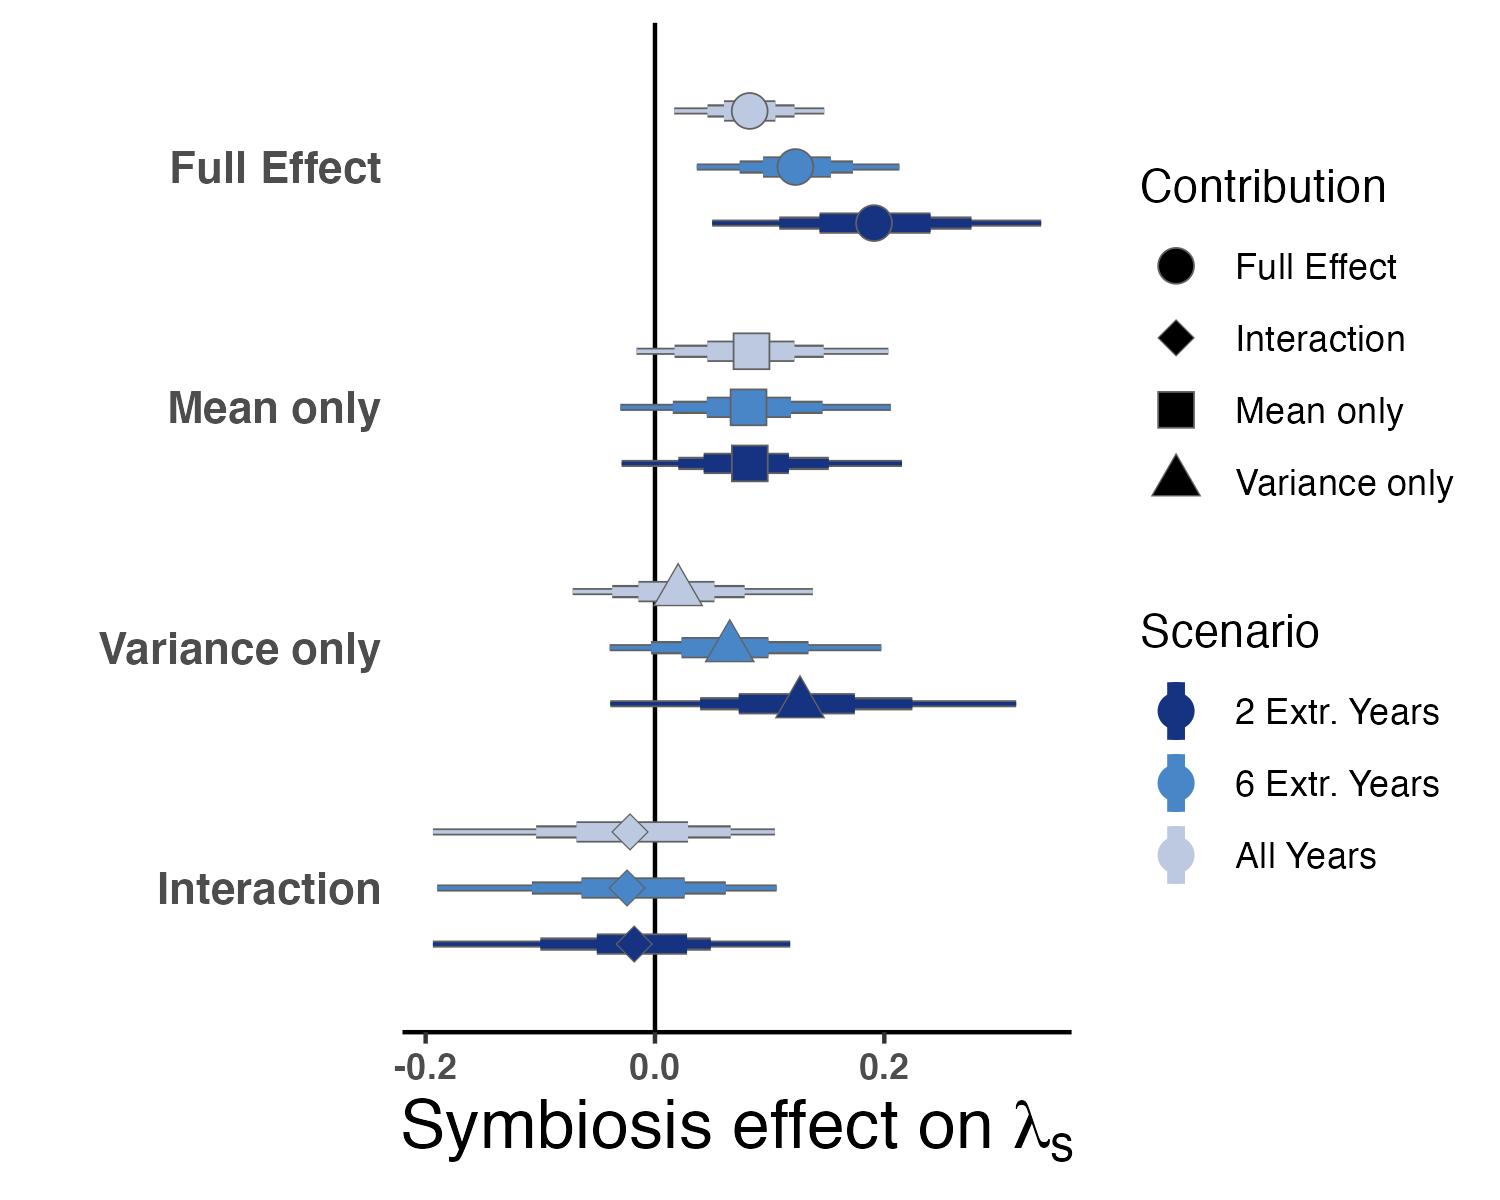 Full Effect
Mean only
Variance only
Interaction
-0.2
0.0
0.2
Symbiosis effect on λs
Contribution
Full Effect
Interaction
Mean only
Variance only
Scenario
2 Extr. Years
6 Extr. Years
All Years